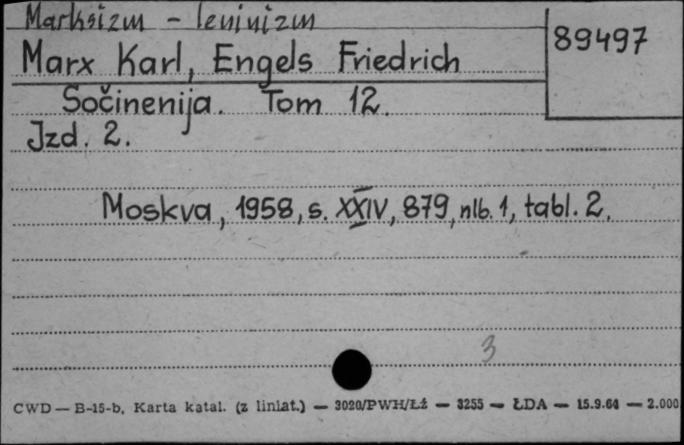 Marksizm - leninizm
89497
Marx Karl, Engels Friedrich
Sočinenija. Tom 12.
Jzd. 2.
Moskva, 1958, s. XXIV, 879, nlb. 1, tabl. 2.
3
CWD — B-15-b, Karta katal. (z liniat.) — 3020/PWH/Łż — 3255 — ŁDA — 15.9.64 — 2.000